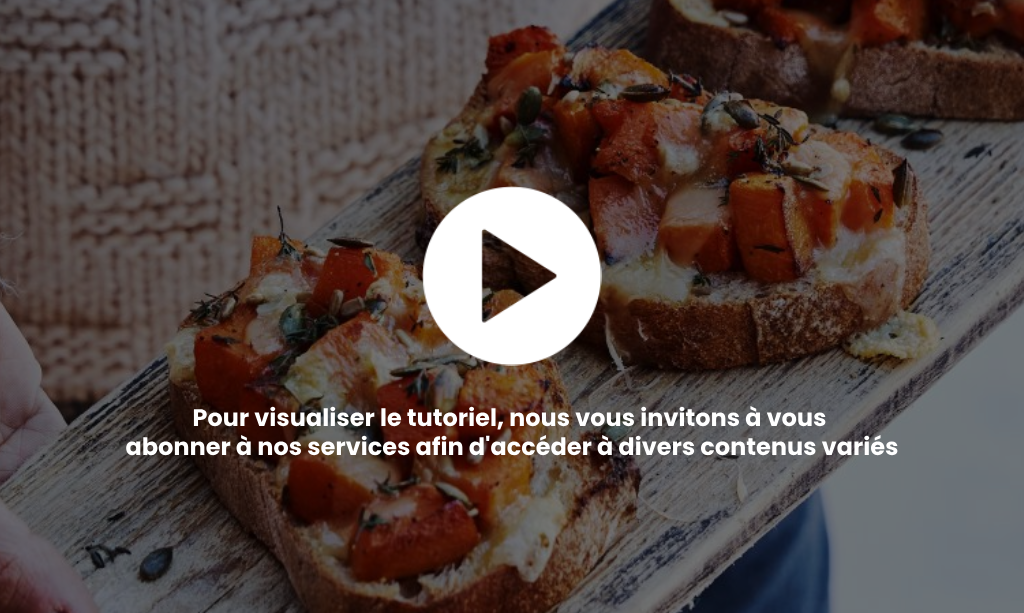 Pour visualiser le tutoriel, nous vous invitons à vous
abonner à nos services afin d'accéder à divers contenus variés